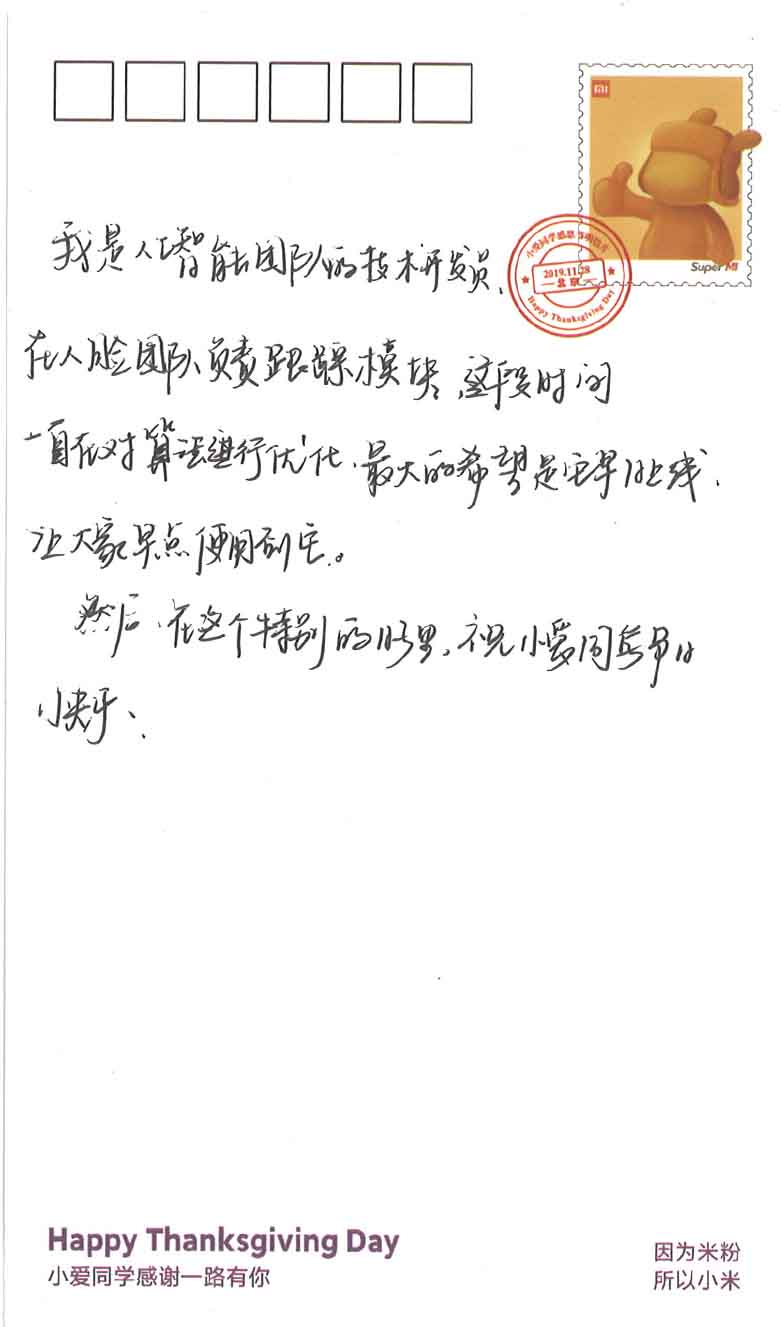 小爱同学感恩节明信片
2019.11.28
北京
Happy Thanksgiving Day
Super MI
我是人工智能团队的技术开发员,
在人脸团队负责跟踪模块,这段时间
一直在对算法进行优化,最大的希望是它早日上线,
让大家早点使用到它。
然后,在这个特别的日子里,祝小爱同学节日
快乐、
Happy Thanksgiving Day
小爱同学感谢一路有你
因为米粉
所以小米